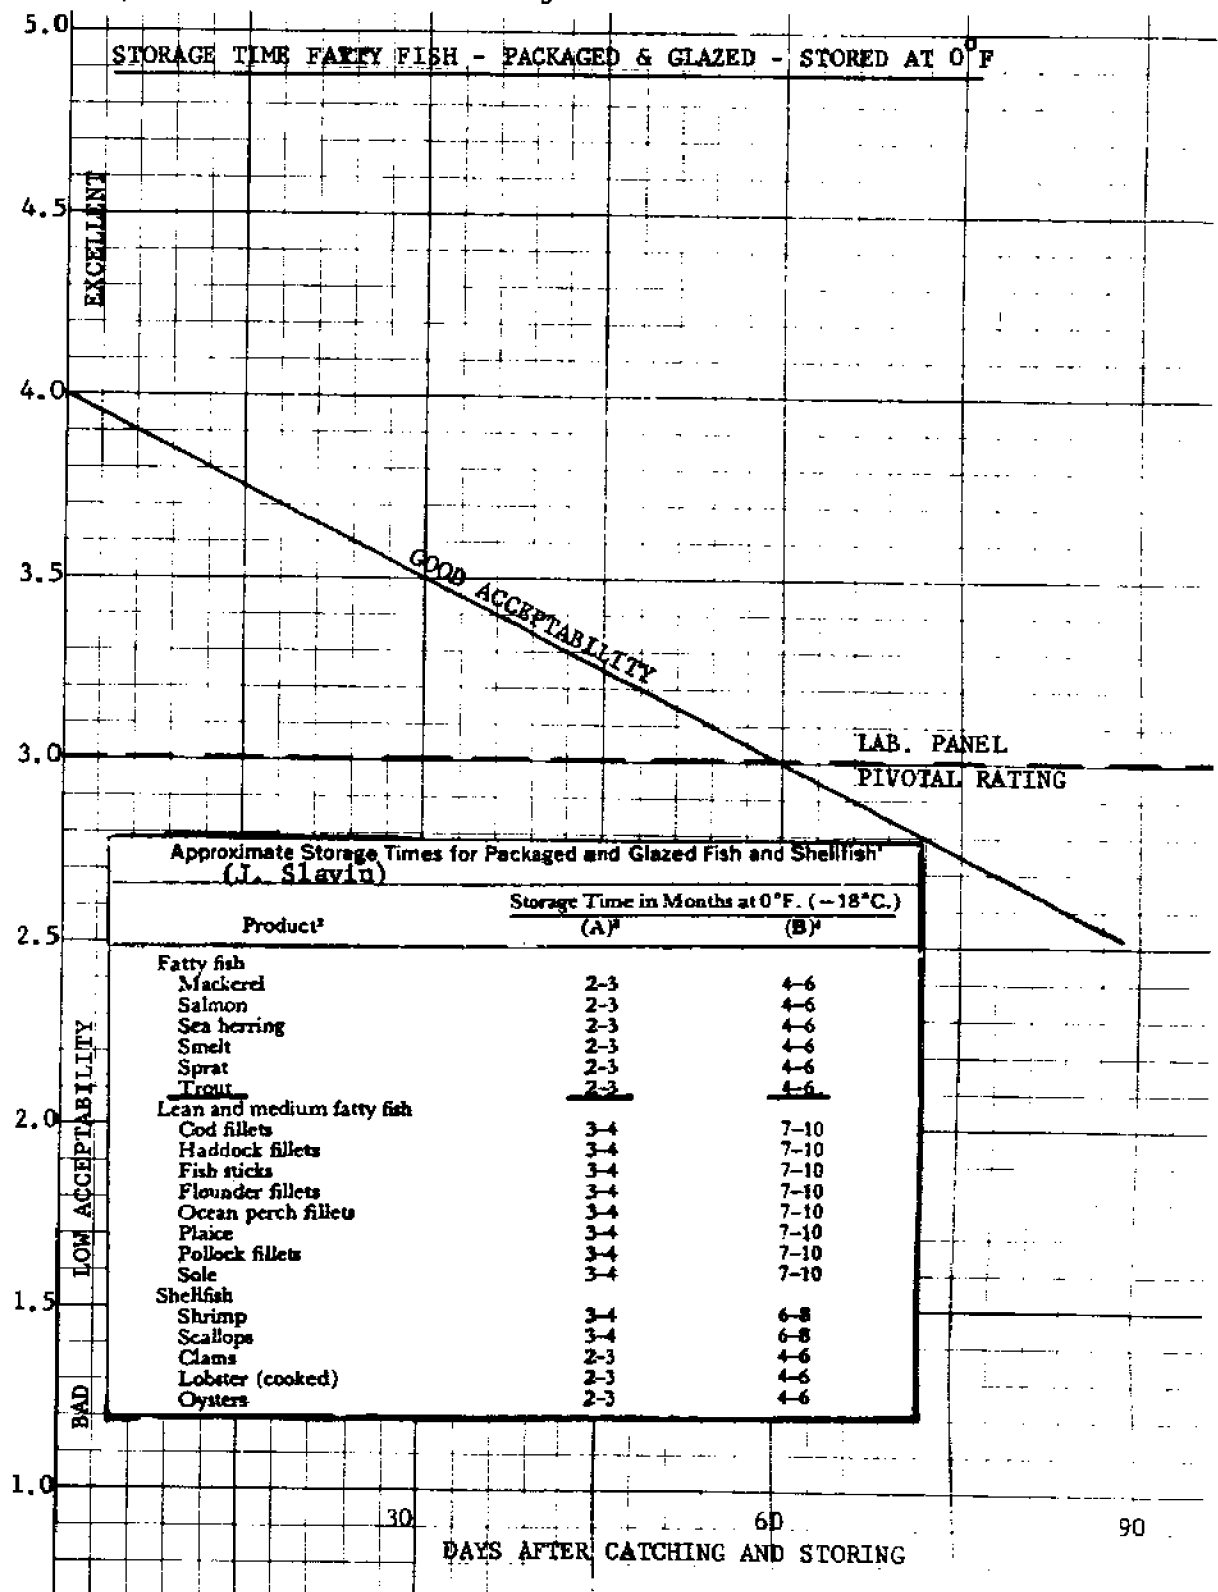 5.0
STORAGE TIME FATTY FISH - PACKAGED & GLAZED - STORED AT 0°F
EXCELLENT
4.5
4.0
3.5
GOOD ACCEPTABILITY
3.0
LAB. PANEL
PIVOTAL RATING
2.5
LOW ACCEPTABILITY
2.0
1.5
BAD
1.0
Approximate Storage Times for Packaged and Glazed Fish and Shellfish¹
(J. Slavin)
Storage Time in Months at 0°F. (−18°C.)
Product² (A)³ (B)⁴
Fatty fish
Mackerel 2-3 4-6
Salmon 2-3 4-6
Sea herring 2-3 4-6
Smelt 2-3 4-6
Sprat 2-3 4-6
Trout 2-3 4-6
Lean and medium fatty fish
Cod fillets 3-4 7-10
Haddock fillets 3-4 7-10
Fish sticks 3-4 7-10
Flounder fillets 3-4 7-10
Ocean perch fillets 3-4 7-10
Plaice 3-4 7-10
Pollock fillets 3-4 7-10
Sole 3-4 7-10
Shellfish
Shrimp 3-4 6-8
Scallops 3-4 6-8
Clams 2-3 4-6
Lobster (cooked) 2-3 4-6
Oysters 2-3 4-6
30 60 90
DAYS AFTER CATCHING AND STORING